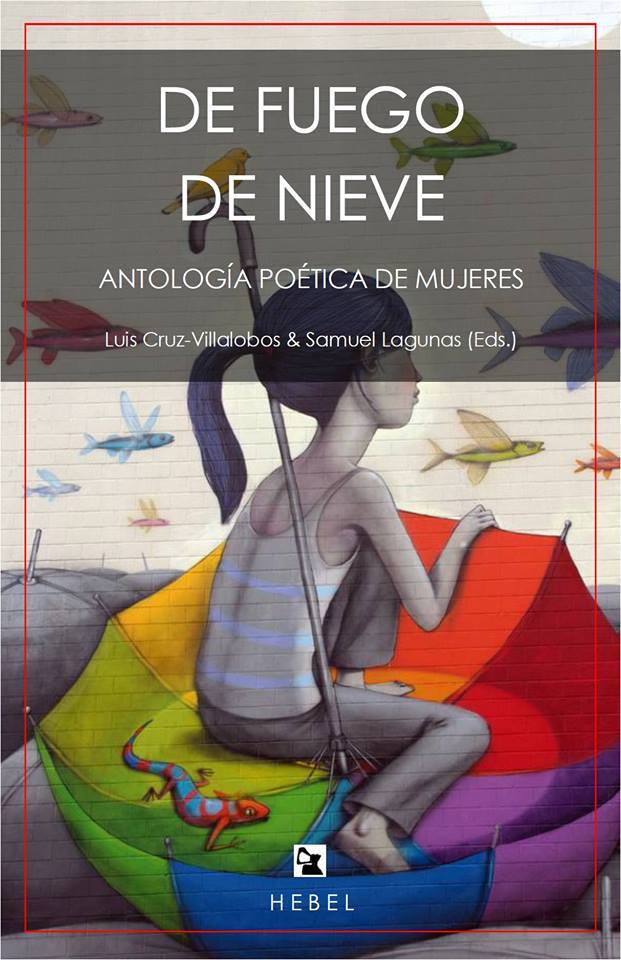 DE FUEGO
DE NIEVE
ANTOLOGÍA POÉTICA DE MUJERES
Luis Cruz-Villalobos & Samuel Lagunas (Eds.)
HEBEL